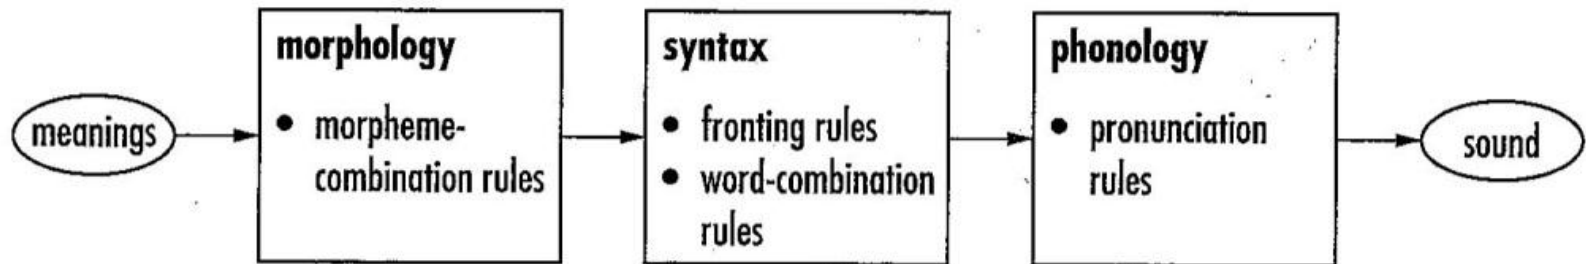 meanings
morphology
• morpheme-
combination rules
syntax
• fronting rules
• word-combination
rules
phonology
• pronunciation
rules
sound